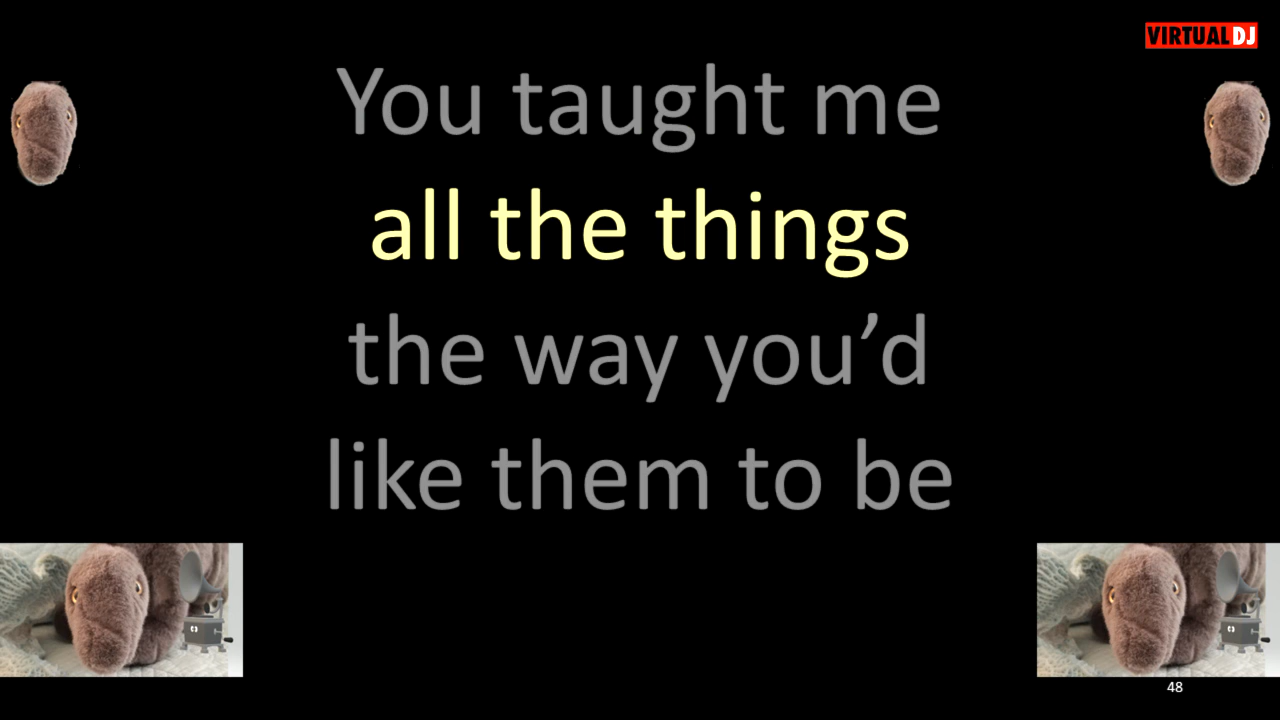 VIRTUAL DJ
You taught me
all the things
the way you’d
like them to be
48